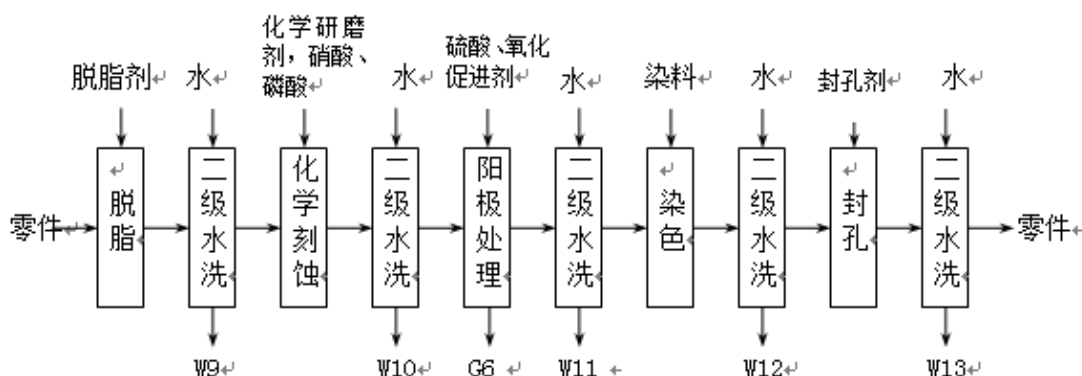 化学研磨
剂，硝酸、
磷酸
硫酸、氧化
促进剂
脱脂剂
水
水
水
染料
水
封孔剂
水
零件
脱脂
二级水洗
化学刻蚀
二级水洗
阳极处理
二级水洗
染色
二级水洗
封孔
二级水洗
零件
W9
W10
G6
W11
W12
W13